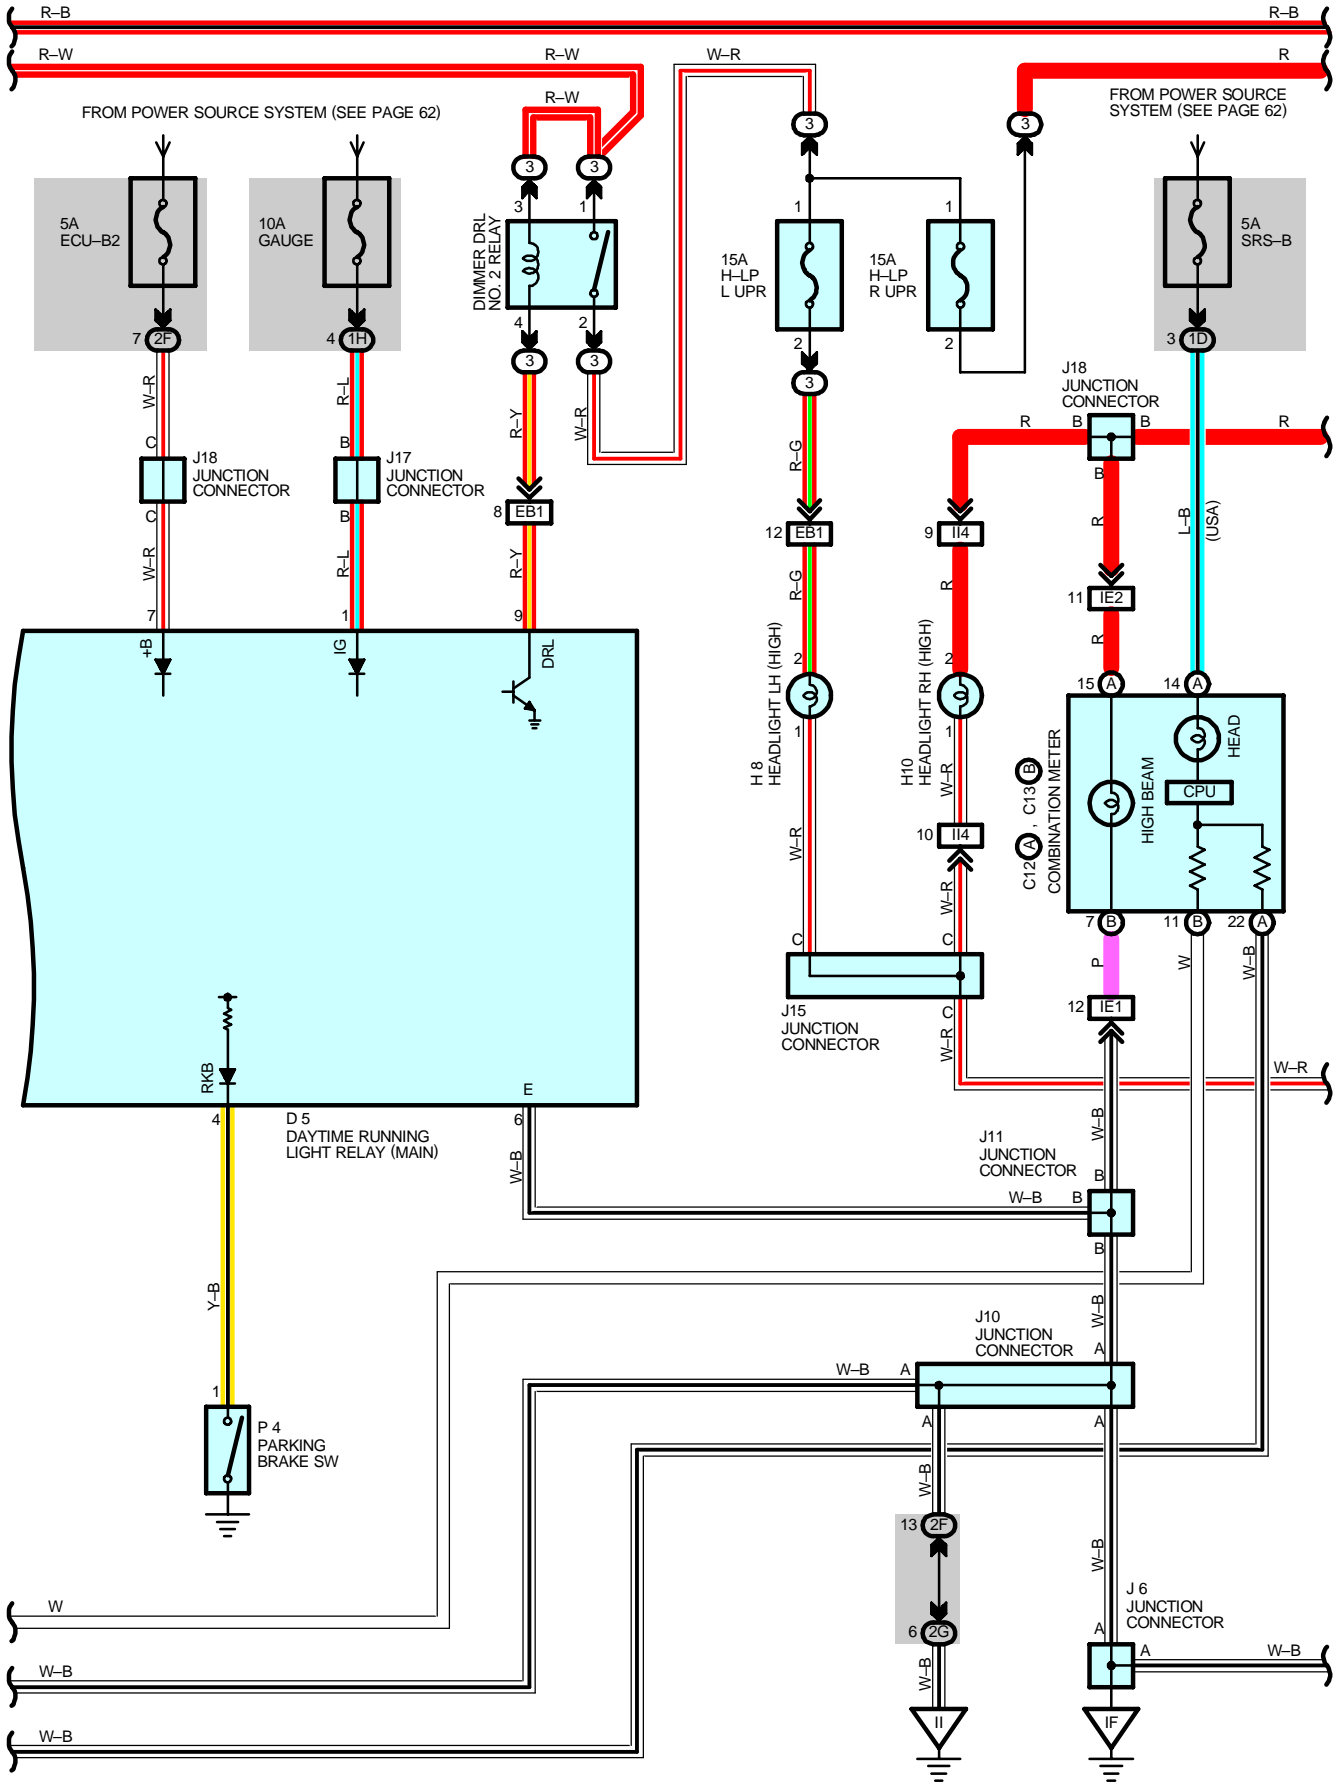 R–B
R–B
R–W
R–W
W–R
R
R–W
FROM POWER SOURCE SYSTEM (SEE PAGE 62)
FROM POWER SOURCE
SYSTEM (SEE PAGE 62)
3
3
3
3
3
1
5A
ECU–B2
10A
GAUGE
DIMMER DRL
NO. 2 RELAY
1
1
15A
H–LP
L UPR
15A
H–LP
R UPR
5A
SRS–B
7
2F
4
1H
4
2
2
2
3
1D
3
3
3
W–R
R–L
R–Y
W–R
J18
JUNCTION
CONNECTOR
R
B
B
R
C
B
R–G
B
J18
JUNCTION
CONNECTOR
J17
JUNCTION
CONNECTOR
C
B
8
EB1
12
EB1
9
II4
R
L–B
(USA)
W–R
R–L
R–Y
R–G
R
11
IE2
R
7
1
9
2
2
+B
IG
DRL
H 8
HEADLIGHT LH (HIGH)
H10
HEADLIGHT RH (HIGH)
15
A
14
A
1
1
W–R
HEAD
HIGH BEAM
CPU
C12 A , C13 B
COMBINATION METER
W–R
10
II4
W–R
C
C
7
B
11
B
22
A
P
W
W–B
J15
JUNCTION
CONNECTOR
C
W–R
12
IE1
W–R
RKB
E
4
D 5
DAYTIME RUNNING
LIGHT RELAY (MAIN)
6
W–B
W–B
J11
JUNCTION
CONNECTOR
B
W–B
B
B
Y–B
W–B
J10
JUNCTION
CONNECTOR
A
W–B
A
1
P 4
PARKING
BRAKE SW
A
A
W–B
13
2F
W–B
6
2G
J 6
JUNCTION
CONNECTOR
W
A
A
W–B
W–B
W–B
II
IF
W–B